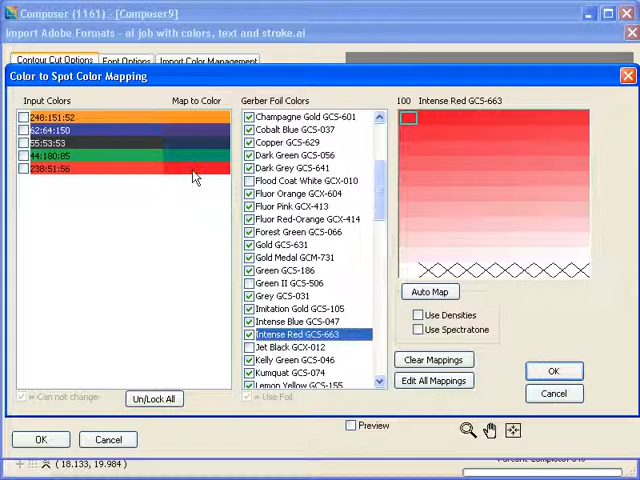 Composer (1161) - [Composer9]
Import Adobe Formats - ai job with colors, text and stroke.ai
Contour Cut Options Font Options Import Color Management
Color to Spot Color Mapping
Input Colors Map to Color Gerber Foil Colors 100 Intense Red GCS-663
248:151:52
62:64:150
55:53:53
44:180:85
238:51:56
Champagne Gold GCS-601
Cobalt Blue GCS-037
Copper GCS-629
Dark Green GCS-056
Dark Grey GCS-641
Flood Coat White GCX-010
Fluor Orange GCX-604
Fluor Pink GCX-413
Fluor Red-Orange GCX-414
Forest Green GCS-066
Gold GCS-631
Gold Medal GCM-731
Green GCS-186
Green II GCS-506
Grey GCS-031
Imitation Gold GCS-105
Intense Blue GCS-047
Intense Red GCS-663
Jet Black GCX-012
Kelly Green GCS-046
Kumquat GCS-074
Lemon Yellow GCS-155
Auto Map
Use Densities
Use Spectratone
Clear Mappings
Edit All Mappings
OK
Cancel
= Can not change
Un/Lock All
= Use Foil
Preview
OK Cancel
(18.133, 19.984 )